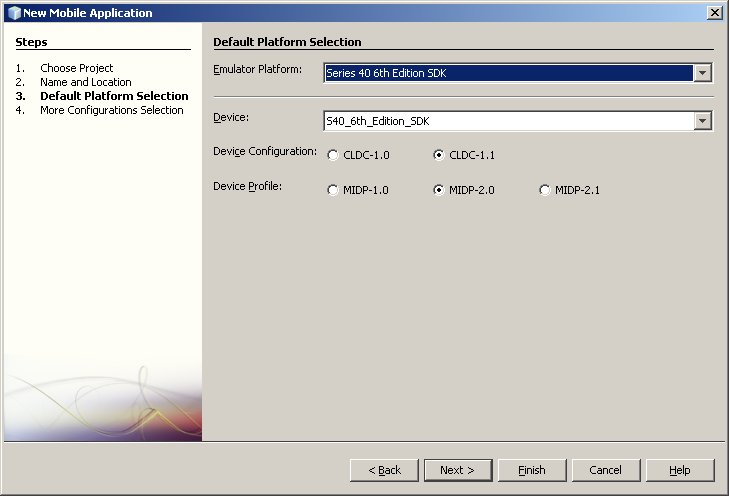 New Mobile Application
Steps
1. Choose Project
2. Name and Location
3. Default Platform Selection
4. More Configurations Selection
Default Platform Selection
Emulator Platform: Series 40 6th Edition SDK
Device: S40_6th_Edition_SDK
Device Configuration: CLDC-1.0 CLDC-1.1
Device Profile: MIDP-1.0 MIDP-2.0 MIDP-2.1
< Back Next > Finish Cancel Help